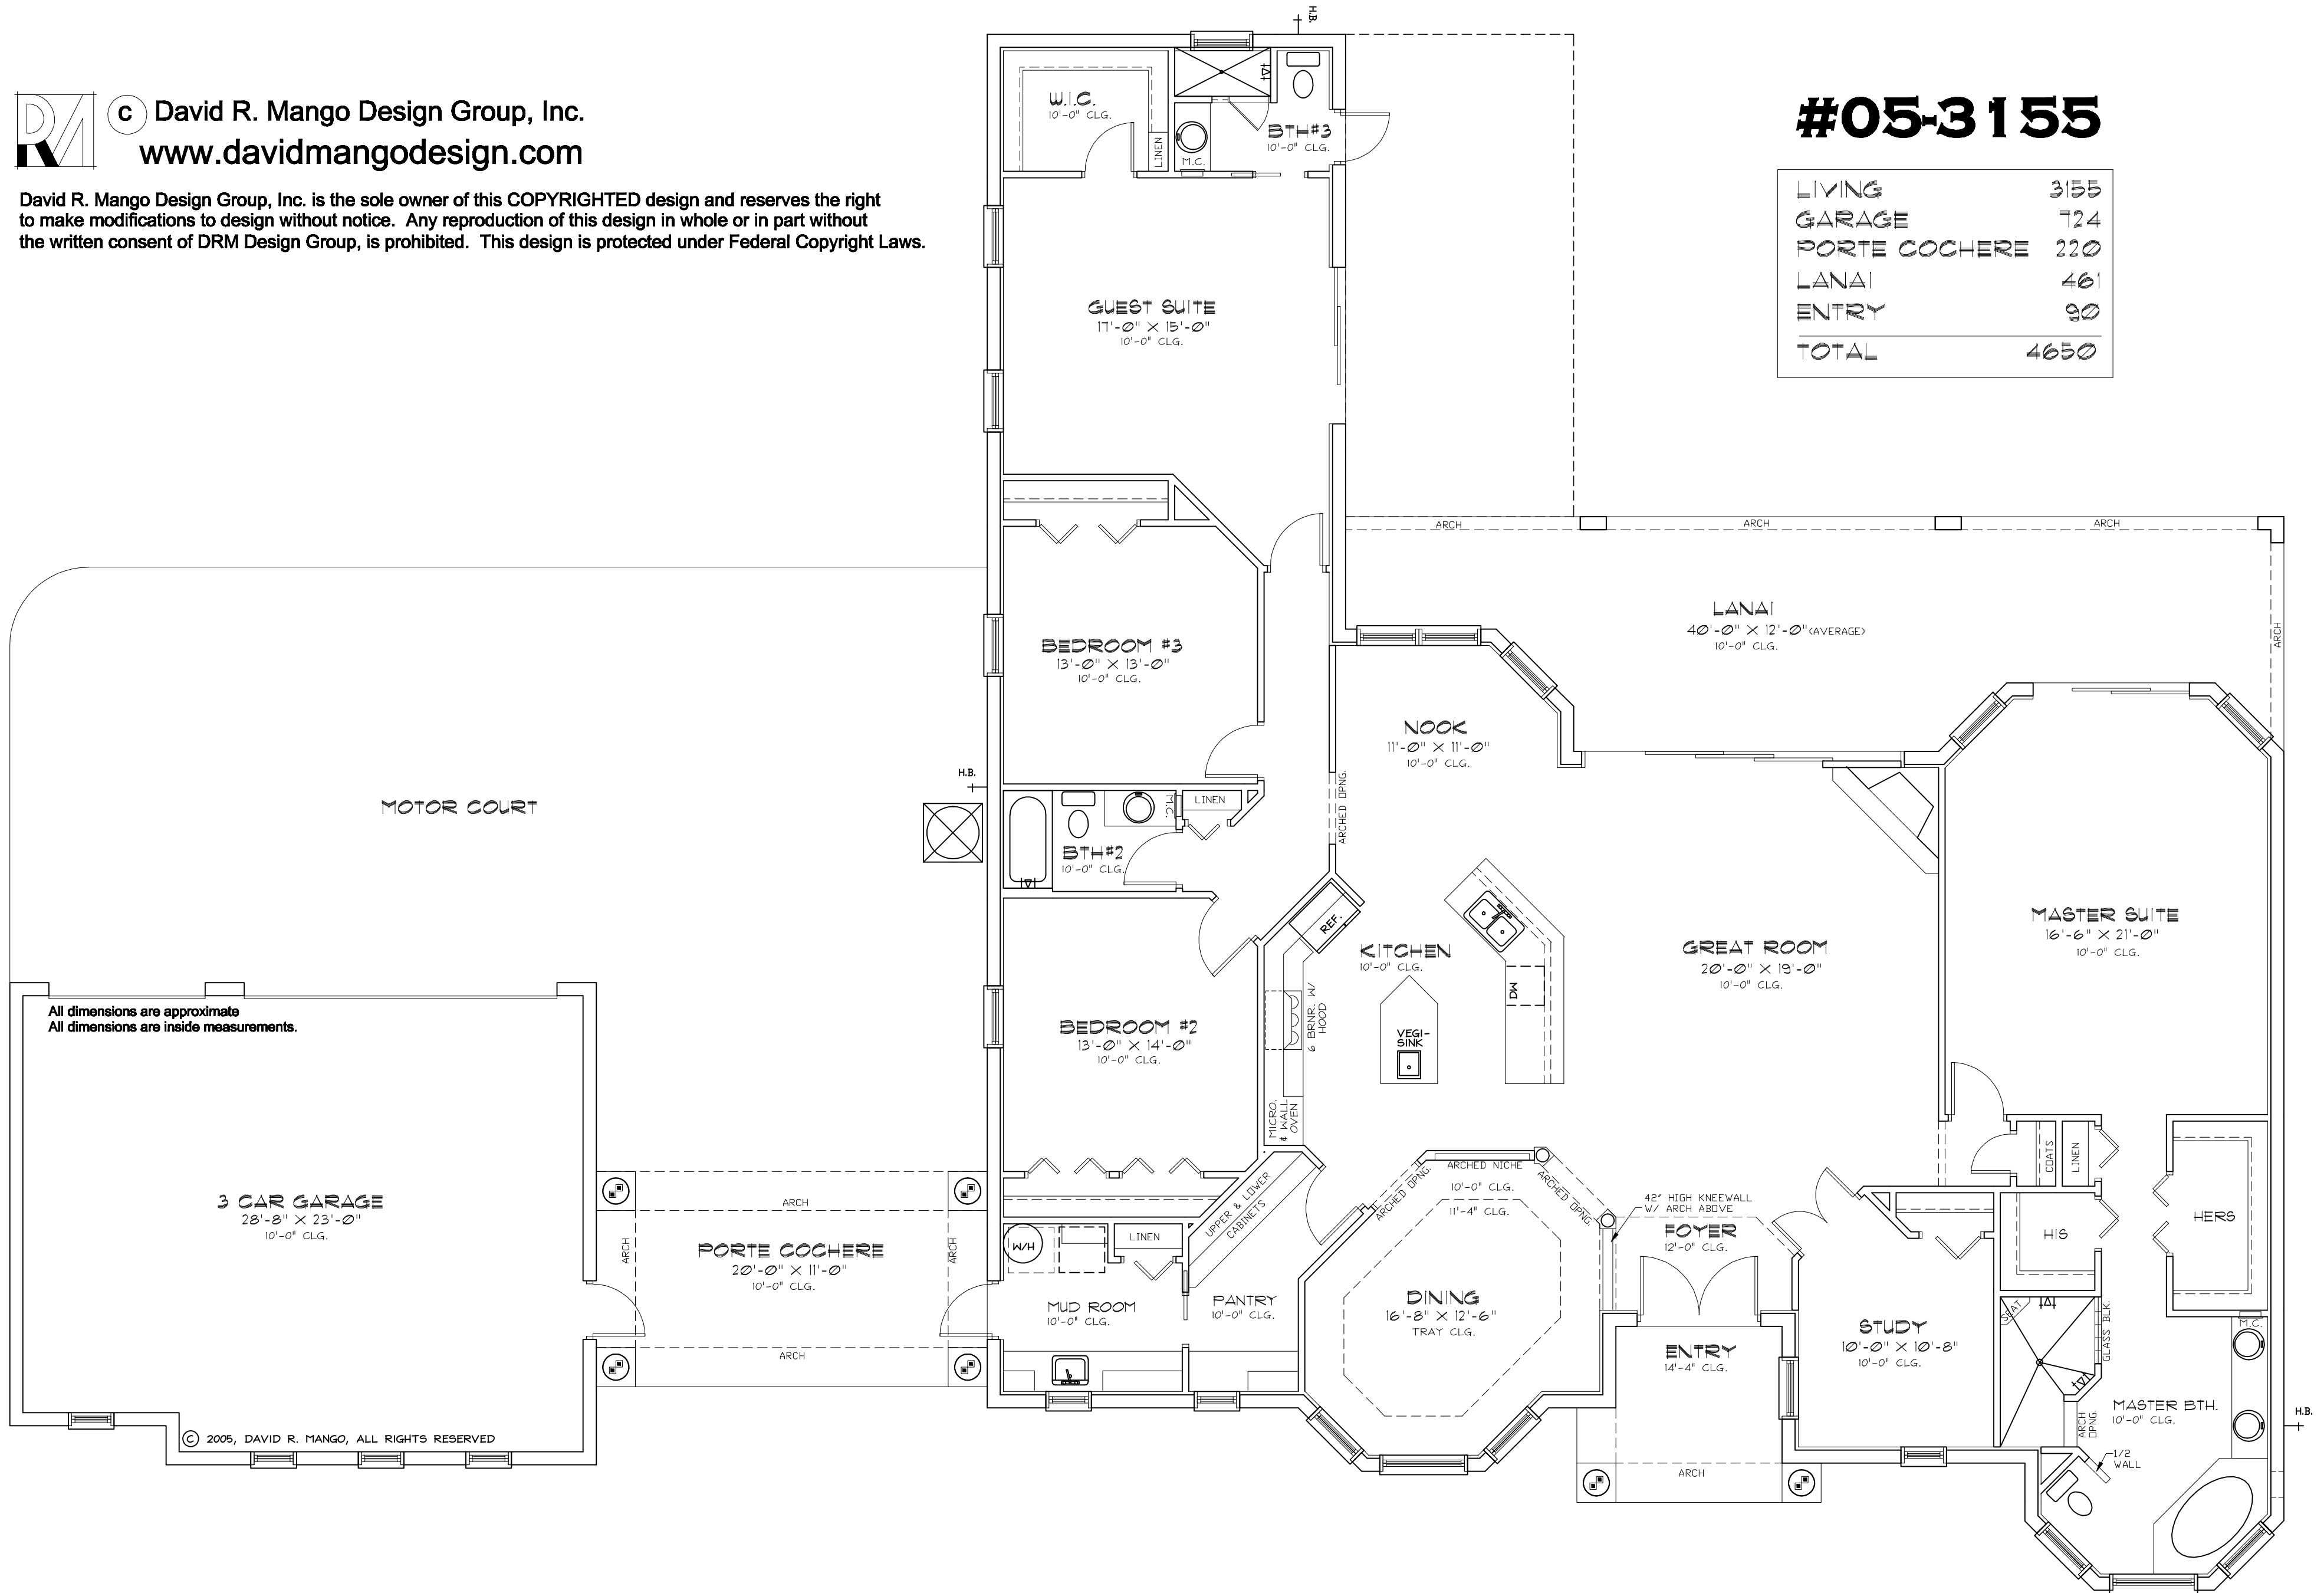 H.B.
RM
© David R. Mango Design Group, Inc.
www.davidmangodesign.com
David R. Mango Design Group, Inc. is the sole owner of this COPYRIGHTED design and reserves the right
to make modifications to design without notice. Any reproduction of this design in whole or in part without
the written consent of DRM Design Group, is prohibited. This design is protected under Federal Copyright Laws.
#05-3155
LIVING 3155
GARAGE 724
PORTE COCHERE 220
LANAI 461
ENTRY 90
TOTAL 4650
W.I.C.
10'-0" CLG.
LINEN
M.C.
BTH#3
10'-0" CLG.
GUEST SUITE
17'-0" X 15'-0"
10'-0" CLG.
ARCH
ARCH
ARCH
ARCH
LANAI
40'-0" X 12'-0" (AVERAGE)
10'-0" CLG.
BEDROOM #3
13'-0" X 13'-0"
10'-0" CLG.
NOOK
11'-0" X 11'-0"
10'-0" CLG.
MOTOR COURT
H.B.
M.C.
LINEN
ARCHED OPNG.
BTH#2
10'-0" CLG.
REF.
KITCHEN
10'-0" CLG.
GREAT ROOM
20'-0" X 19'-0"
10'-0" CLG.
MASTER SUITE
16'-6" X 21'-0"
10'-0" CLG.
DW
6 BRNR. W/
HOOD
VEGI-
SINK
All dimensions are approximate
All dimensions are inside measurements.
BEDROOM #2
13'-0" X 14'-0"
10'-0" CLG.
MICRO.
& WALL
OVEN
COATS
LINEN
3 CAR GARAGE
28'-8" X 23'-0"
10'-0" CLG.
ARCH
ARCH
ARCH
ARCH
PORTE COCHERE
20'-0" X 11'-0"
10'-0" CLG.
W/H
LINEN
UPPER & LOWER
CABINETS
MUD ROOM
10'-0" CLG.
PANTRY
10'-0" CLG.
ARCHED OPNG.
ARCHED NICHE
ARCHED OPNG.
10'-0" CLG.
11'-4" CLG.
DINING
16'-8" X 12'-6"
TRAY CLG.
42" HIGH KNEEWALL
W/ ARCH ABOVE
FOYER
12'-0" CLG.
ENTRY
14'-4" CLG.
ARCH
HIS
HERS
STUDY
10'-0" X 10'-8"
10'-0" CLG.
SEAT
GLASS BLK.
M.C.
MASTER BTH.
10'-0" CLG.
ARCH
OPNG.
1/2
WALL
H.B.
© 2005, DAVID R. MANGO, ALL RIGHTS RESERVED